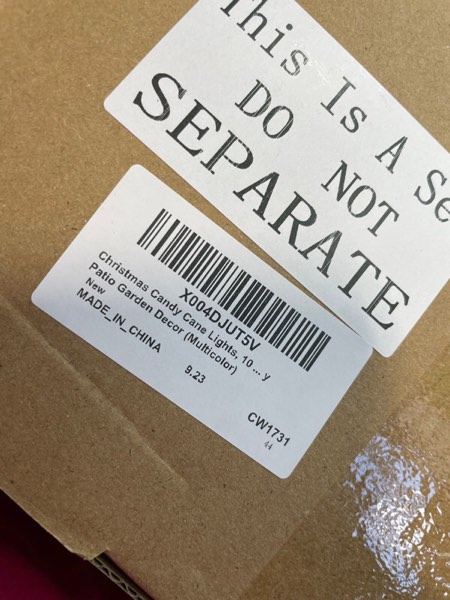 This Is A Se
DO NOT
SEPARATE
X004DJUT5V
Christmas Candy Cane Lights, 10 ... y
Patio Garden Decor (Multicolor)
New
MADE_IN_CHINA
9.23
CW1731
44